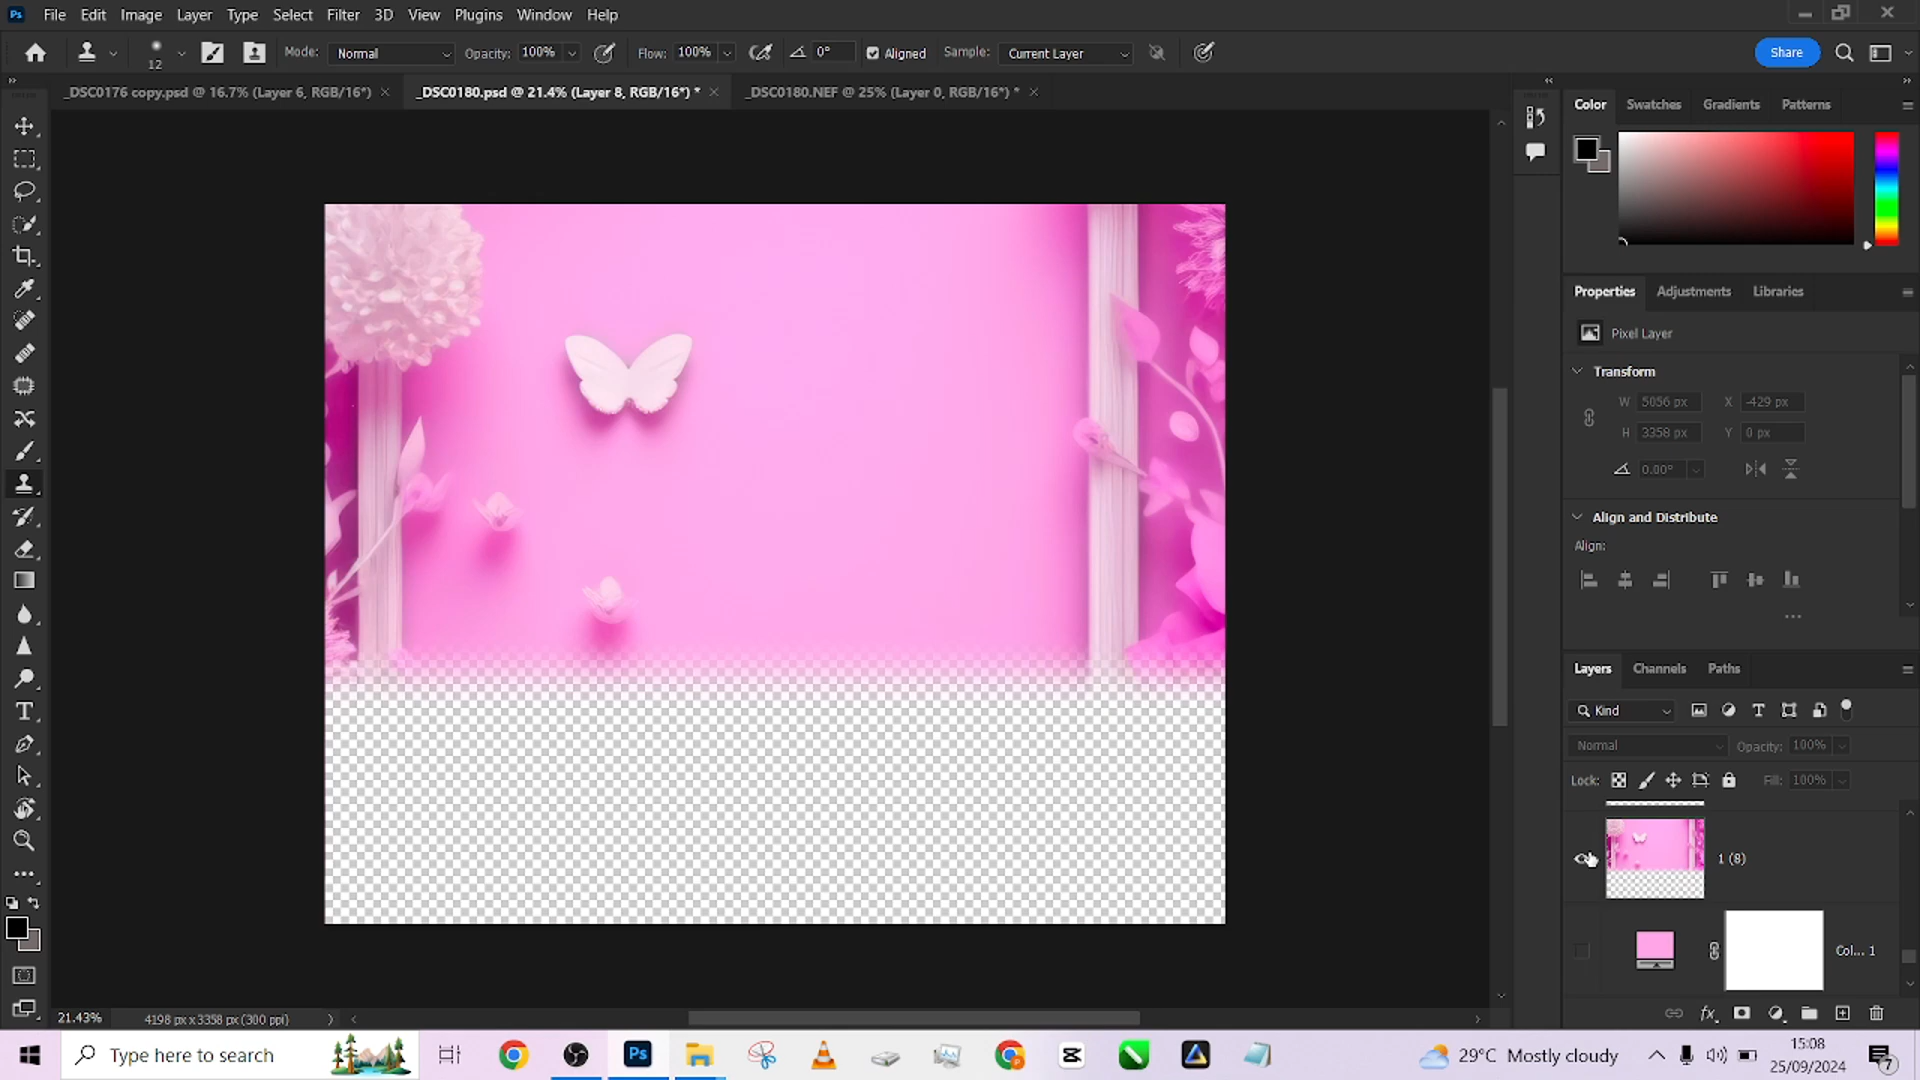 Ps File Edit Image Layer Type Select Filter 3D View Plugins Window Help
12 Mode: Normal Opacity: 100% Flow: 100% 0° Aligned Sample: Current Layer Share
_DSC0176 copy.psd @ 16.7% (Layer 6, RGB/16*) _DSC0180.psd @ 21.4% (Layer 8, RGB/16*) * _DSC0180.NEF @ 25% (Layer 0, RGB/16*) *
Color Swatches Gradients Patterns
Properties Adjustments Libraries
Pixel Layer
Transform
W 5056 px X -429 px
H 3358 px Y 0 px
0.00°
Align and Distribute
Align:
Layers Channels Paths
Kind
Normal Opacity: 100%
Lock: Fill: 100%
1 (8)
Col... 1
21.43% 4198 px x 3358 px (300 ppi)
Type here to search Ps 29°C Mostly cloudy 15:08
25/09/2024 7